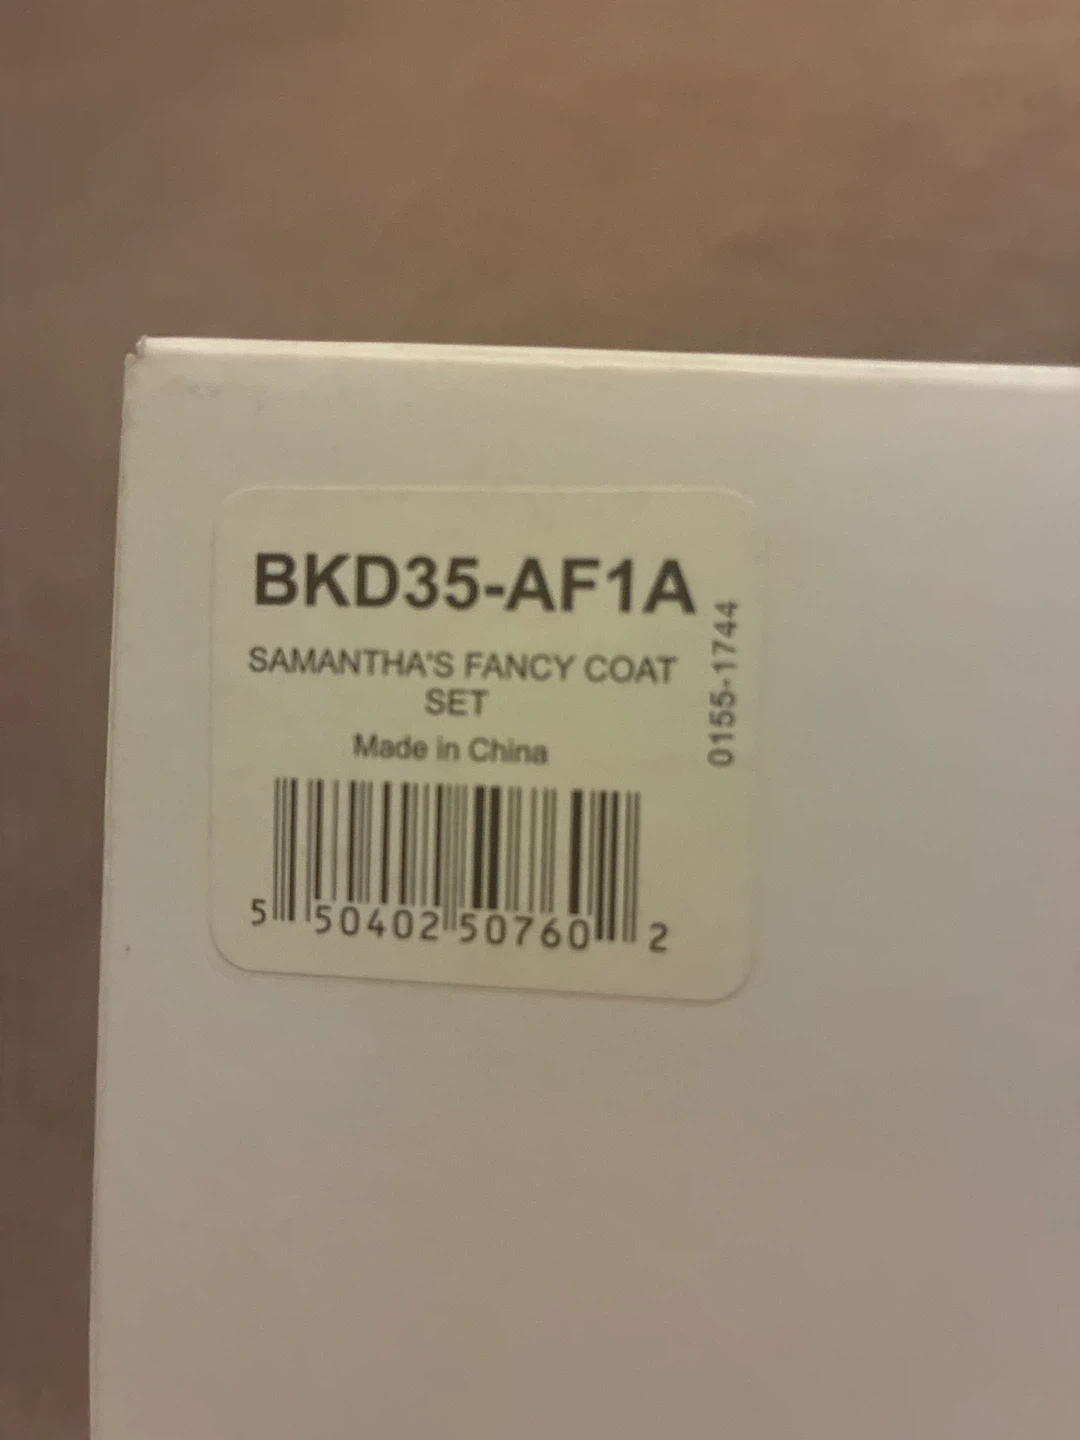 BKD35-AF1A
SAMANTHA'S FANCY COAT
SET
Made in China
0155-1744
5 50402 50760 2